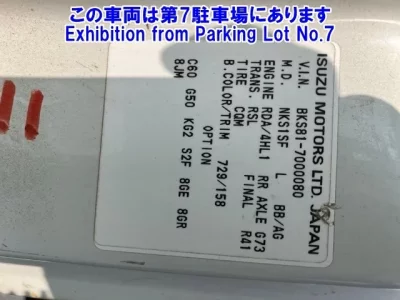 この車両は第7駐車場にあります
Exhibition from Parking Lot No.7
ISUZU MOTORS LTD. JAPAN
V.I.N. BKS81-7000080
M.D. NKS1SF L BB/AG
ENGINE RDA/4HL1 RR AXLE G73
TRANS. RSL FINAL R41
TIRE CQM
B.COLOR/TRIM 729/158
OPTION
C60 G50 KG2 S2F 8GE 8GR
8JM